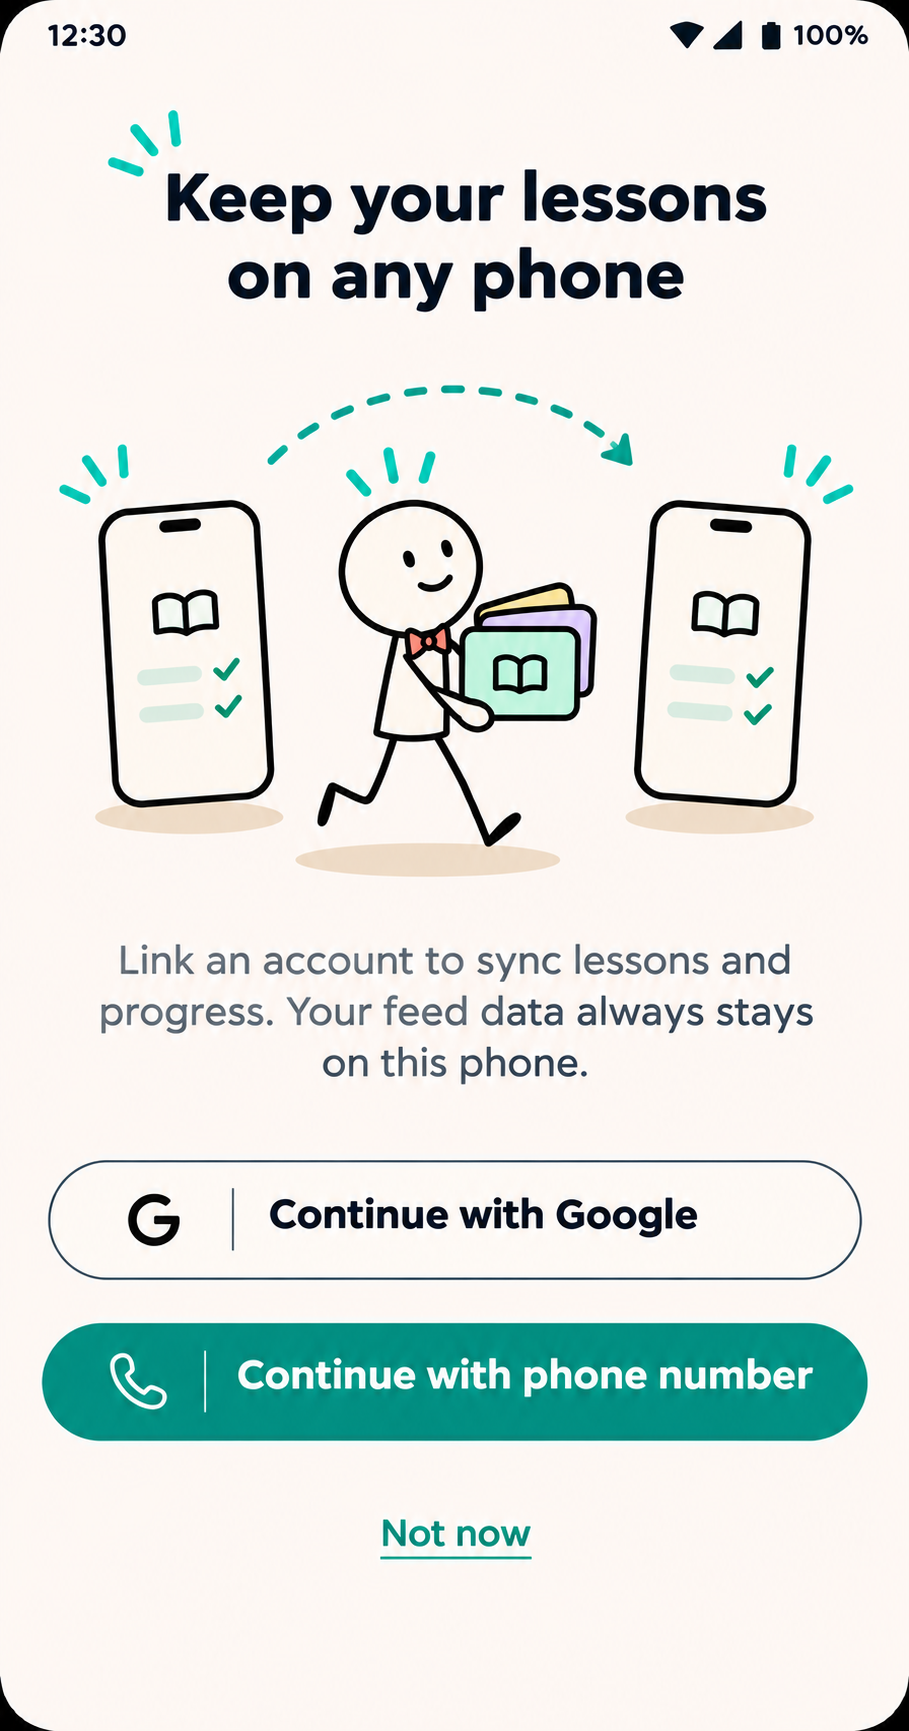 12:30
100%
Keep your lessons
on any phone
Link an account to sync lessons and
progress. Your feed data always stays
on this phone.
G
Continue with Google
Continue with phone number
Not now